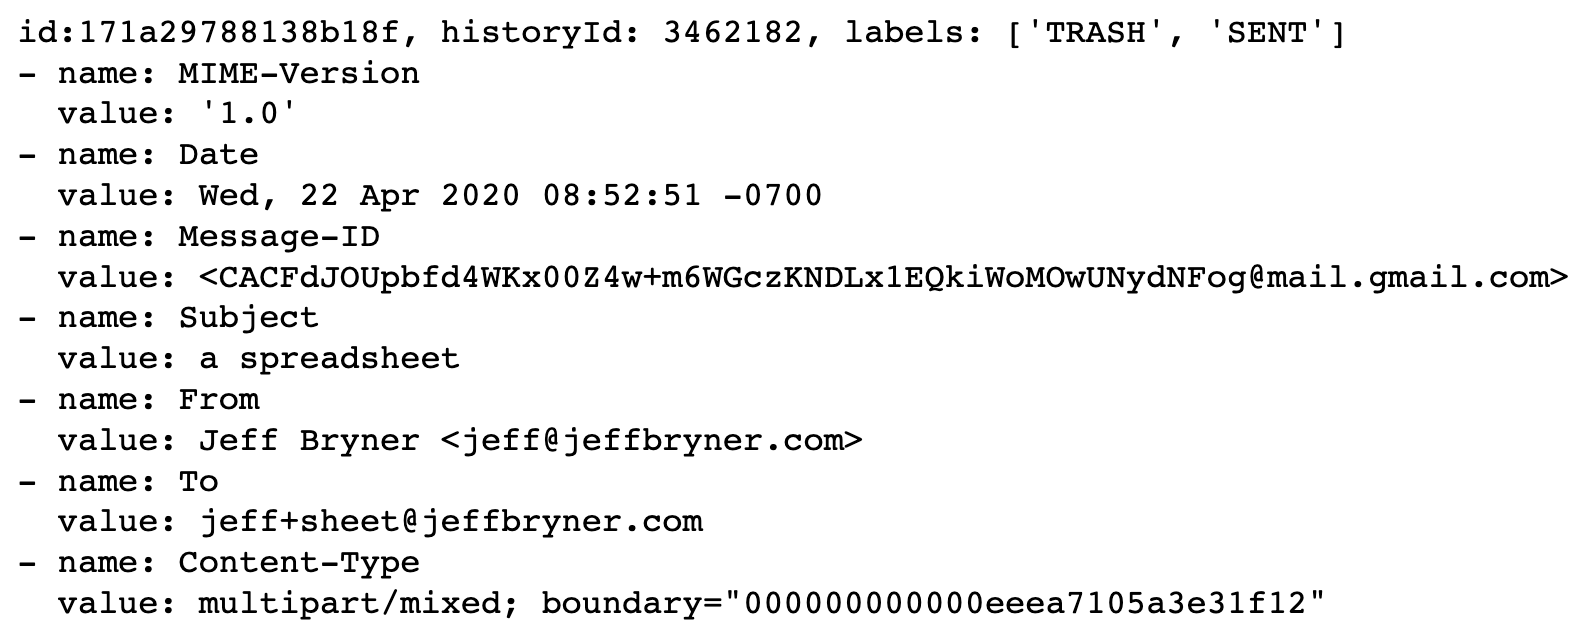 id:171a29788138b18f, historyId: 3462182, labels: ['TRASH', 'SENT']
- name: MIME-Version
  value: '1.0'
- name: Date
  value: Wed, 22 Apr 2020 08:52:51 -0700
- name: Message-ID
  value: <CACFdJOUpbfd4WKx00Z4w+m6WGczKNDLx1EQkiWoMOwUNydNFog@mail.gmail.com>
- name: Subject
  value: a spreadsheet
- name: From
  value: Jeff Bryner <jeff@jeffbryner.com>
- name: To
  value: jeff+sheet@jeffbryner.com
- name: Content-Type
  value: multipart/mixed; boundary="000000000000eeea7105a3e31f12"